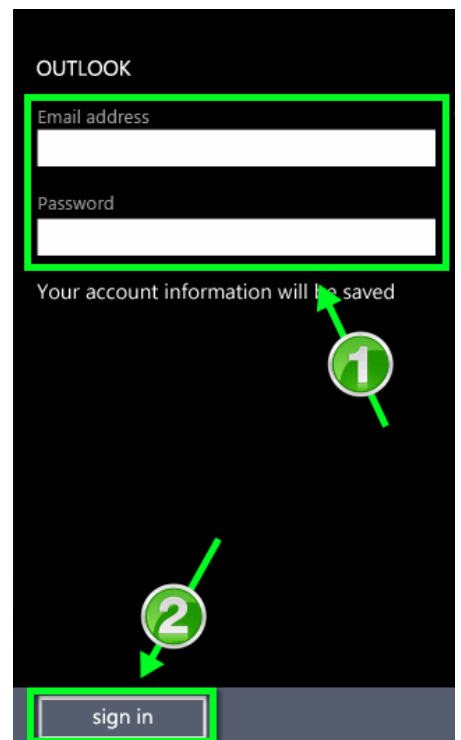 OUTLOOK
Email address
Password
Your account information will be saved
1
2
sign in